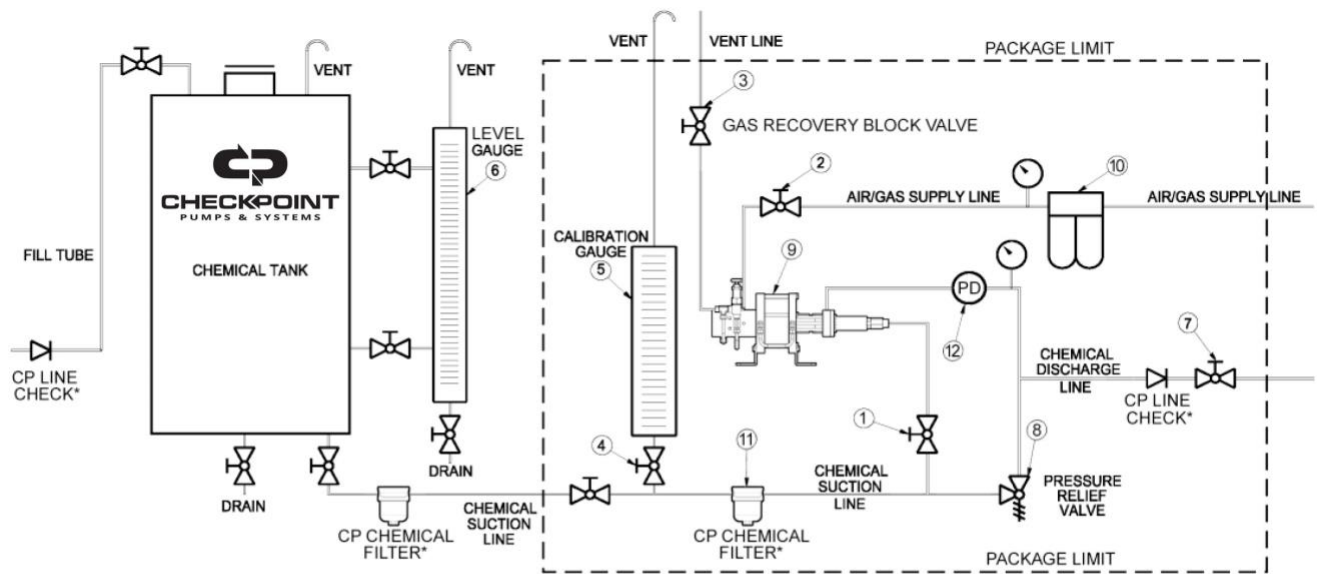 VENT
VENT LINE
PACKAGE LIMIT
VENT
VENT
3
GAS RECOVERY BLOCK VALVE
LEVEL
GAUGE
6
2
10
CHECKPOINT
PUMPS & SYSTEMS
AIR/GAS SUPPLY LINE
AIR/GAS SUPPLY LINE
FILL TUBE
CHEMICAL TANK
CALIBRATION
GAUGE
5
9
PD
12
7
CP LINE
CHECK*
CHEMICAL
DISCHARGE
LINE
CP LINE
CHECK*
1
8
4
11
DRAIN
DRAIN
CHEMICAL
SUCTION
LINE
PRESSURE
RELIEF
VALVE
CP CHEMICAL
FILTER*
CHEMICAL
SUCTION
LINE
CP CHEMICAL
FILTER*
PACKAGE LIMIT